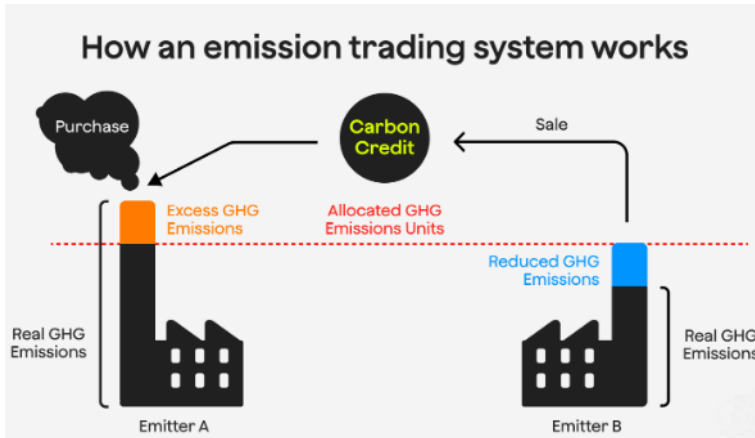 How an emission trading system works
Purchase
Carbon
Credit
Sale
Excess GHG
Emissions
Allocated GHG
Emissions Units
Reduced GHG
Emissions
Real GHG
Emissions
Real GHG
Emissions
Emitter A
Emitter B